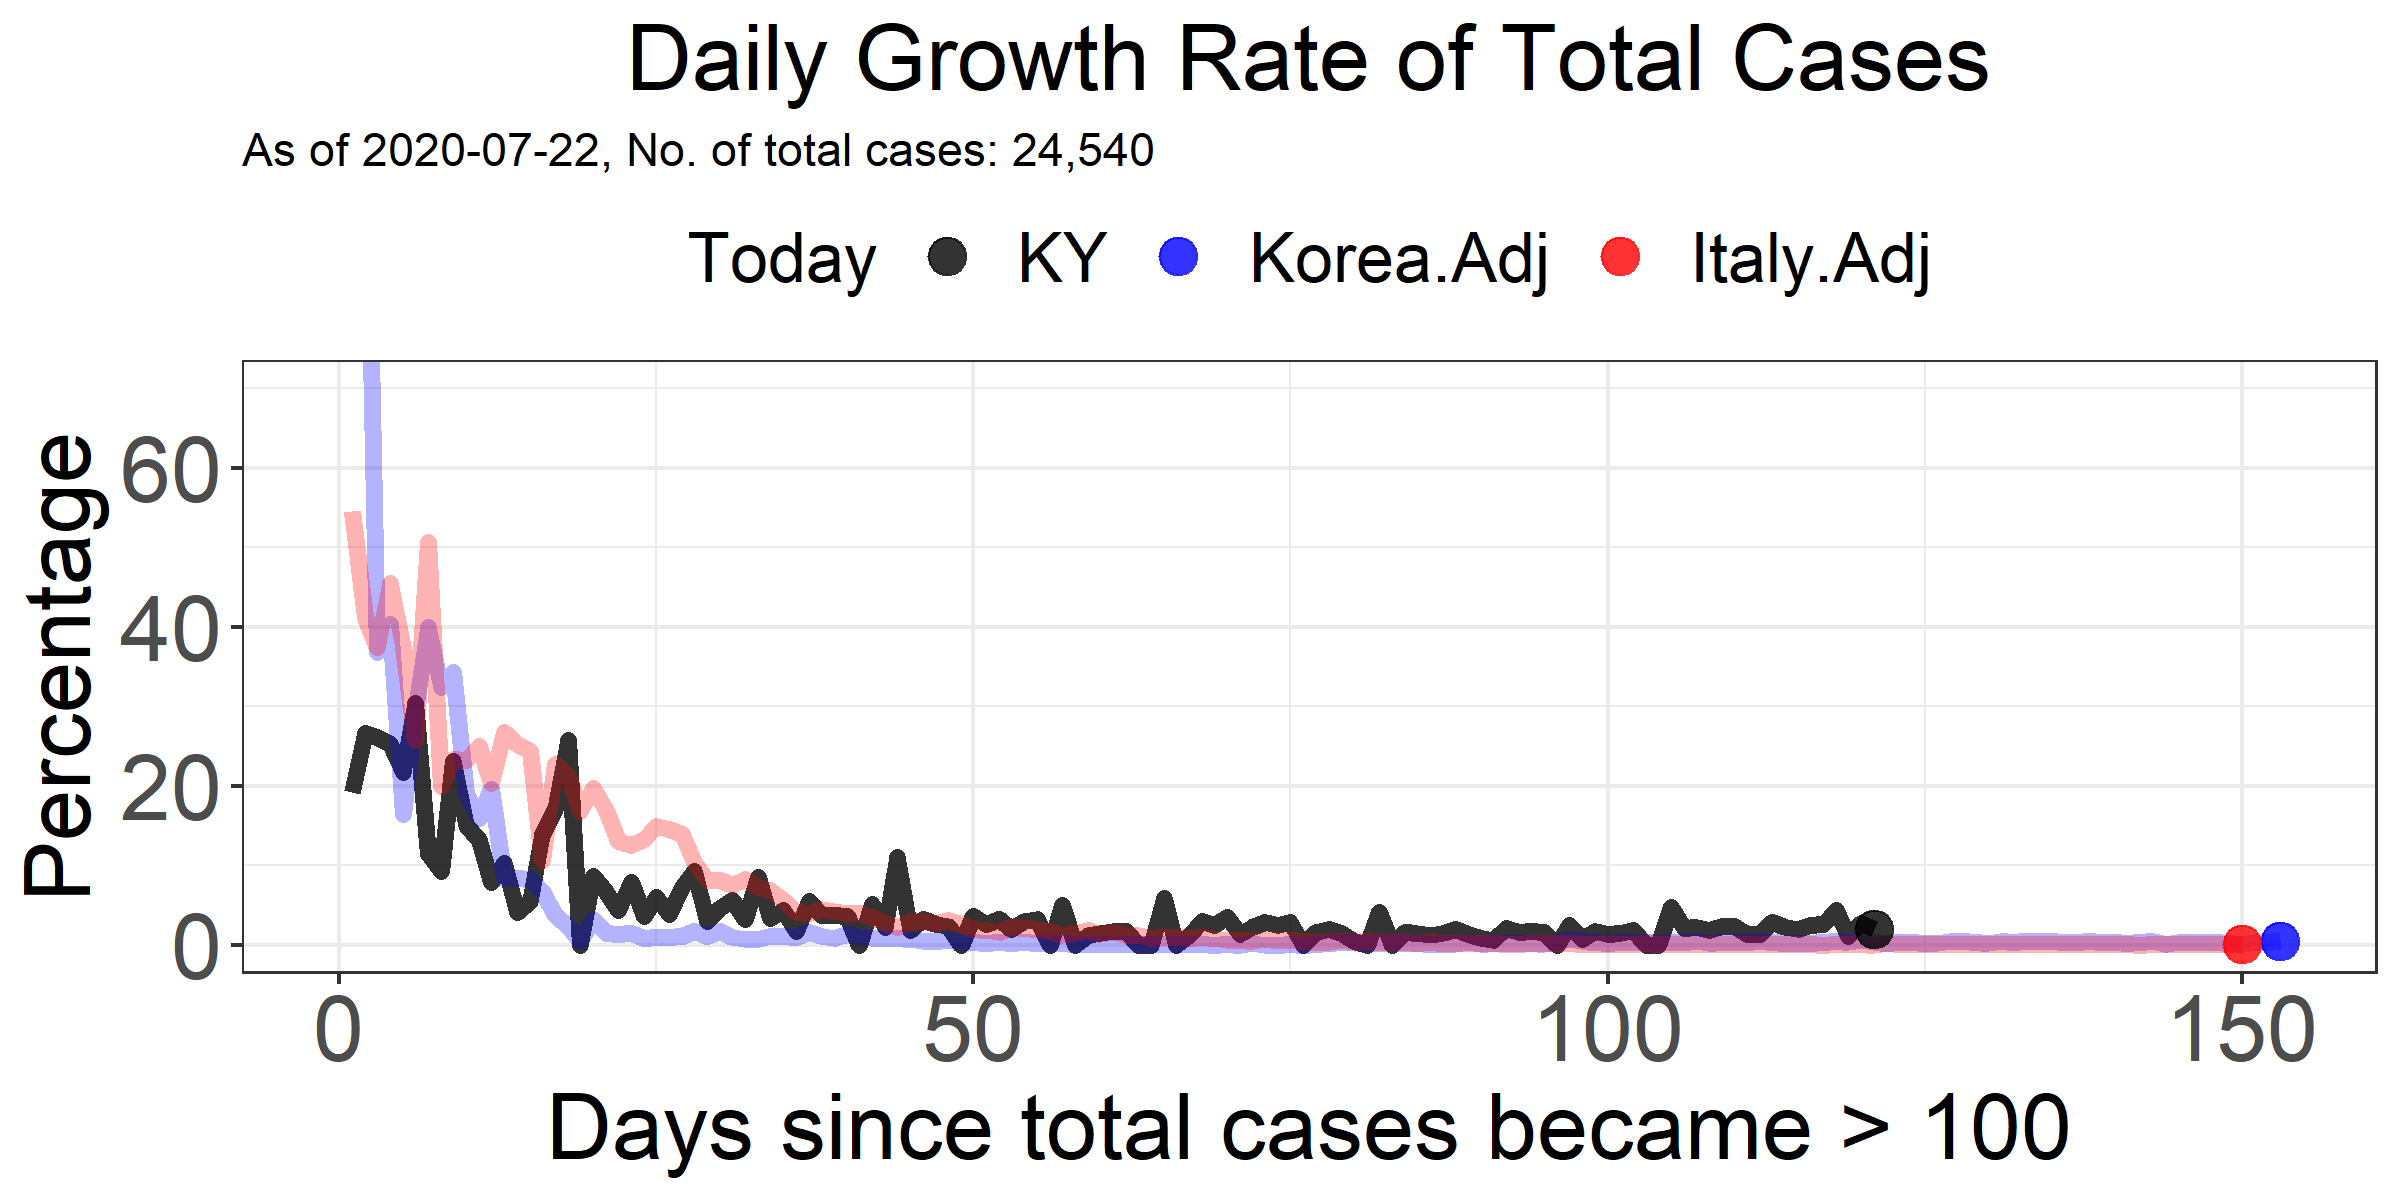 Daily Growth Rate of Total Cases
As of 2020-07-22, No. of total cases: 24,540
Today KY Korea.Adj Italy.Adj
Percentage
60
40
20
0
0 50 100 150
Days since total cases became > 100